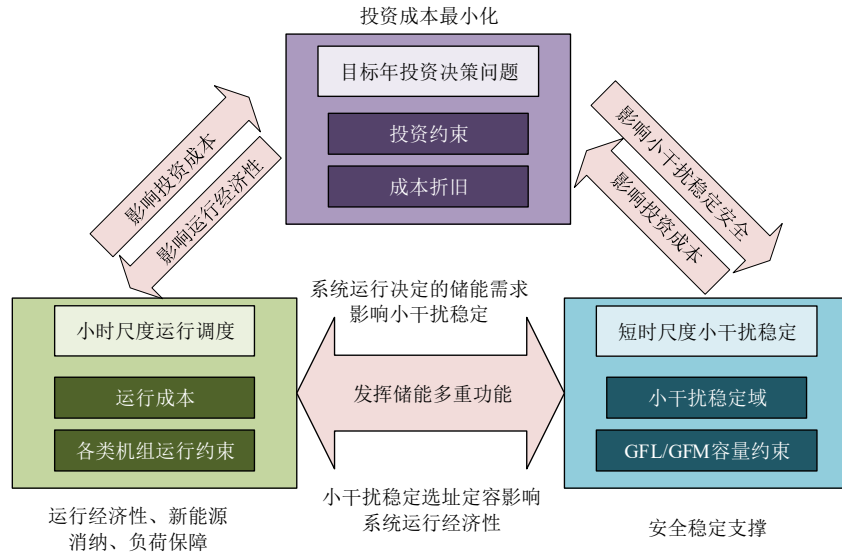 投资成本最小化
目标年投资决策问题
投资约束
成本折旧
影响投资成本
影响运行经济性
影响小干扰稳定安全
影响投资成本
系统运行决定的储能需求
影响小干扰稳定
小时尺度运行调度
运行成本
各类机组运行约束
发挥储能多重功能
短时尺度小干扰稳定
小干扰稳定域
GFL/GFM容量约束
小干扰稳定选址定容影响
系统运行经济性
运行经济性、新能源
消纳、负荷保障
安全稳定支撑